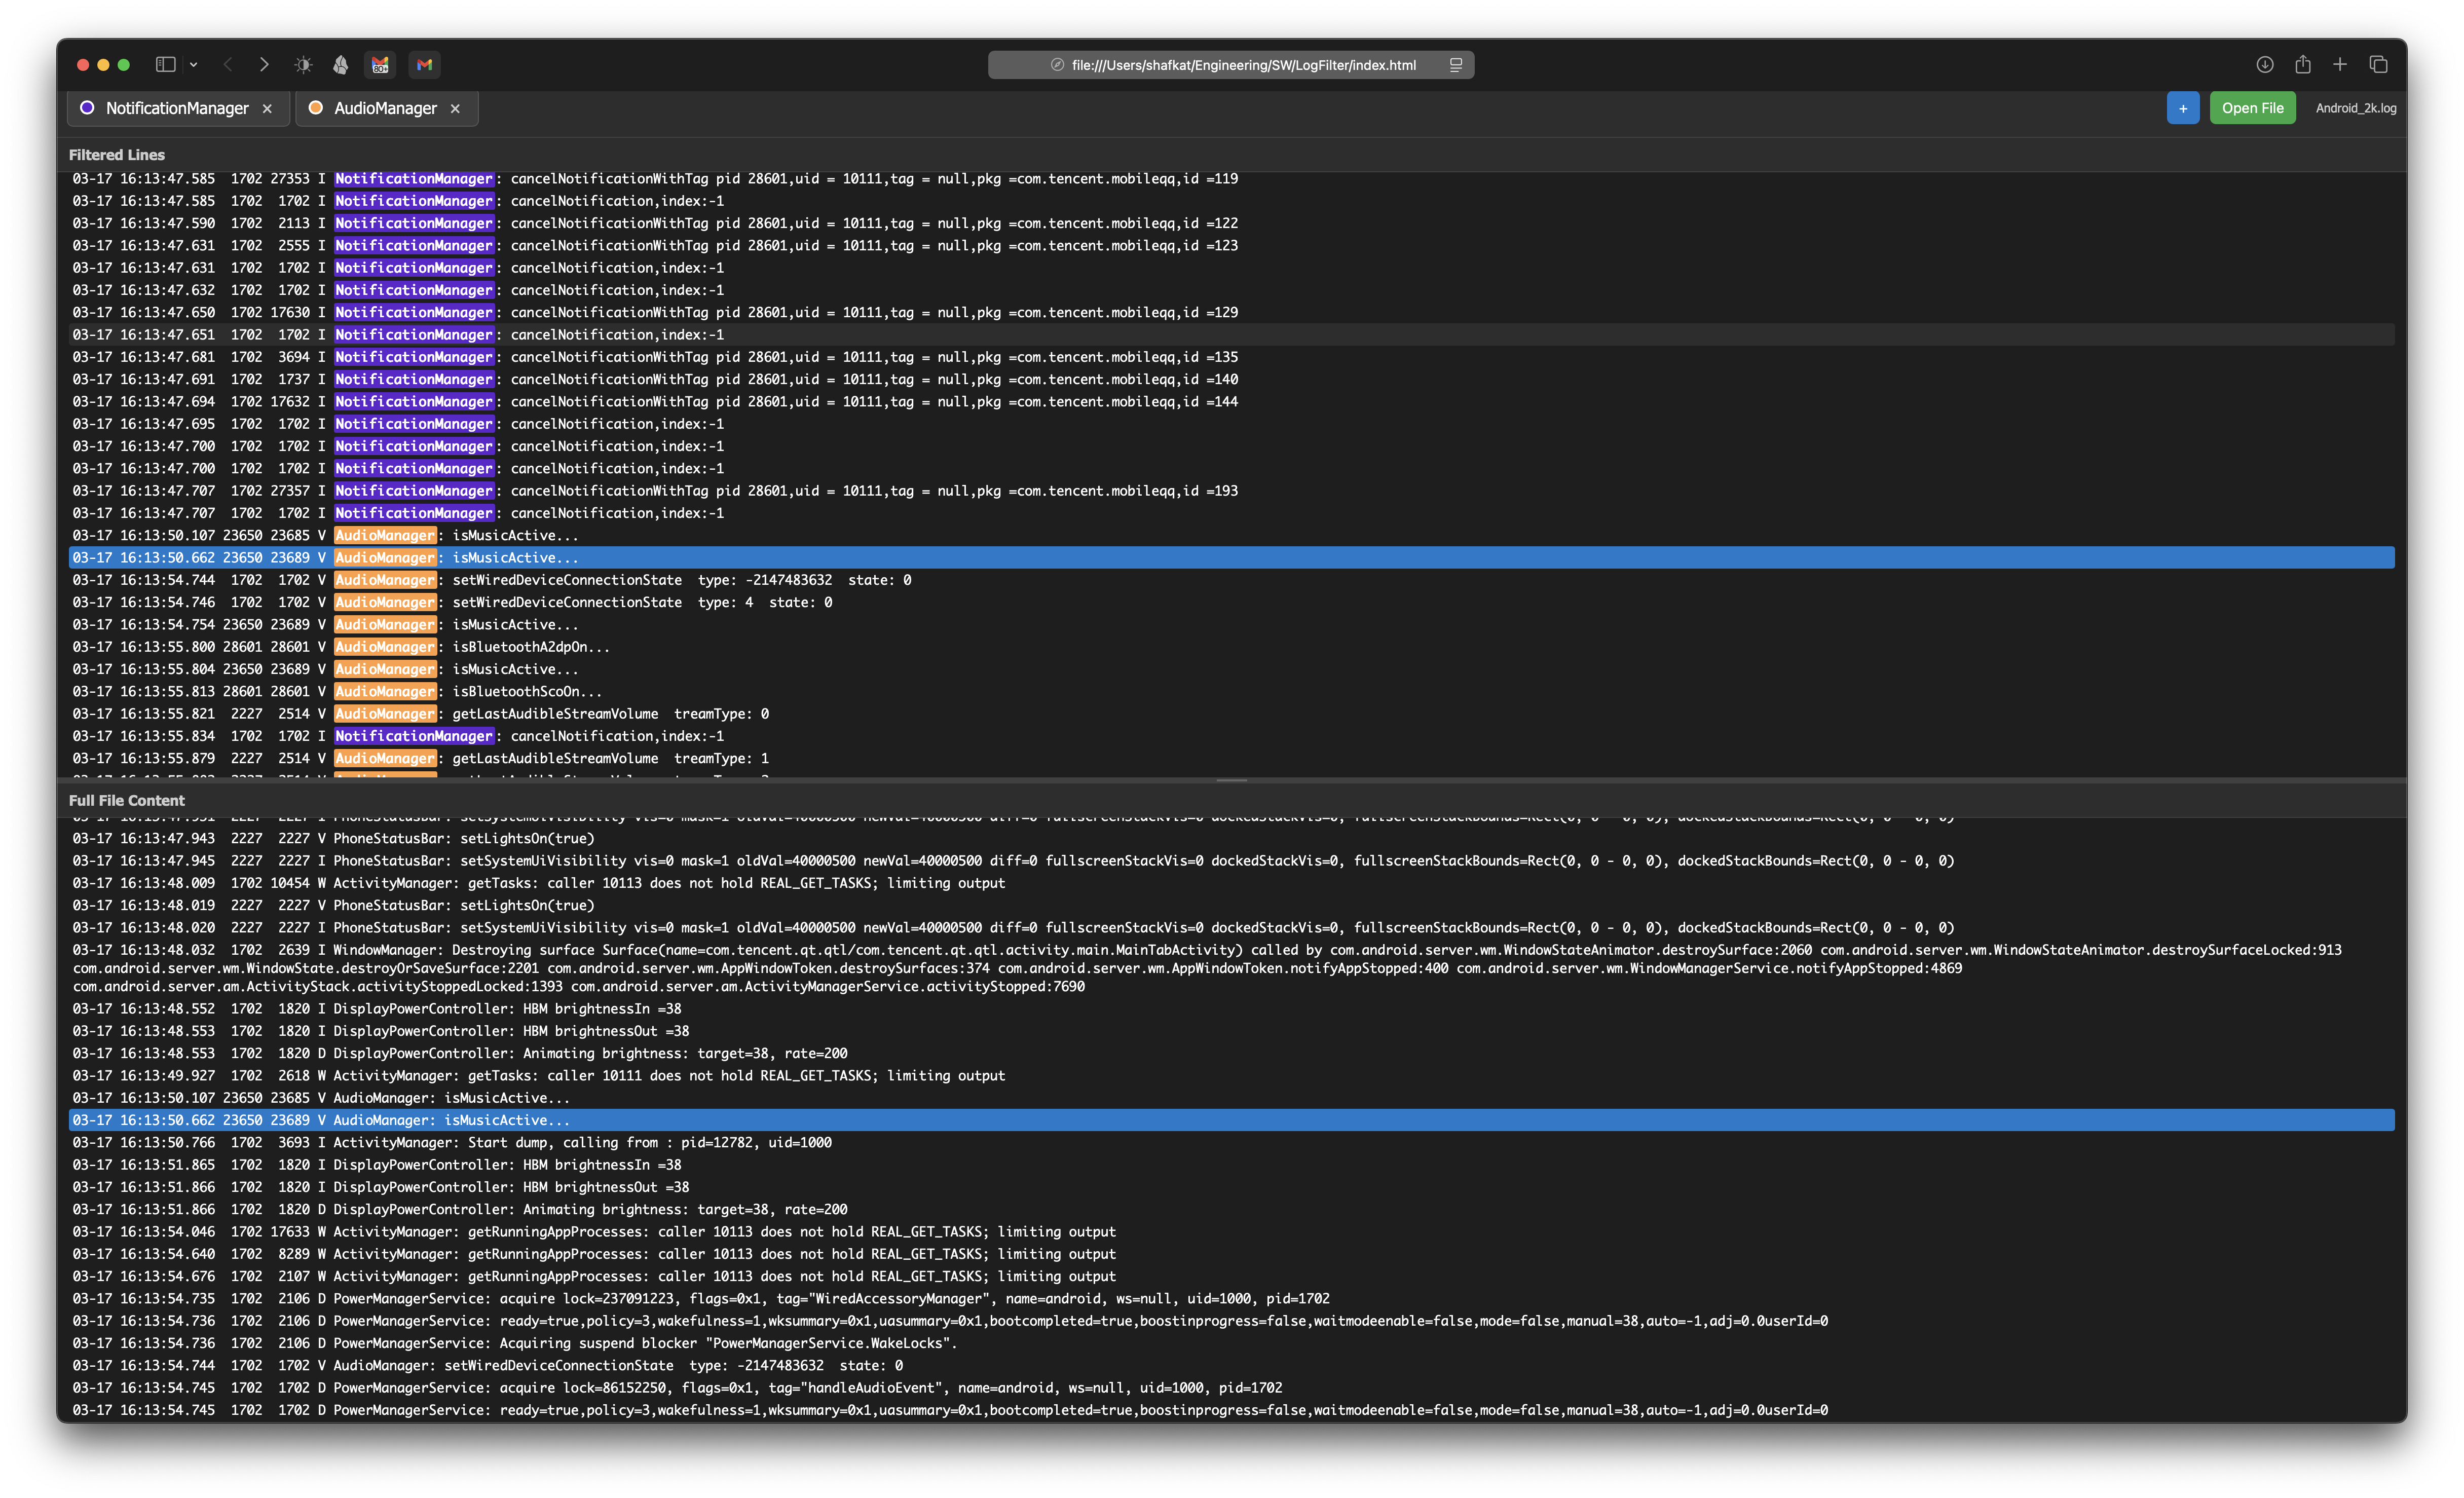 80+
file:///Users/shafkat/Engineering/SW/LogFilter/index.html
NotificationManager ×
AudioManager ×
+
Open File
Android_2k.log
Filtered Lines
03-17 16:13:47.585  1702 27353 I NotificationManager: cancelNotificationWithTag pid 28601,uid = 10111,tag = null,pkg =com.tencent.mobileqq,id =119
03-17 16:13:47.585  1702  1702 I NotificationManager: cancelNotification,index:-1
03-17 16:13:47.590  1702  2113 I NotificationManager: cancelNotificationWithTag pid 28601,uid = 10111,tag = null,pkg =com.tencent.mobileqq,id =122
03-17 16:13:47.631  1702  2555 I NotificationManager: cancelNotificationWithTag pid 28601,uid = 10111,tag = null,pkg =com.tencent.mobileqq,id =123
03-17 16:13:47.631  1702  1702 I NotificationManager: cancelNotification,index:-1
03-17 16:13:47.632  1702  1702 I NotificationManager: cancelNotification,index:-1
03-17 16:13:47.650  1702 17630 I NotificationManager: cancelNotificationWithTag pid 28601,uid = 10111,tag = null,pkg =com.tencent.mobileqq,id =129
03-17 16:13:47.651  1702  1702 I NotificationManager: cancelNotification,index:-1
03-17 16:13:47.681  1702  3694 I NotificationManager: cancelNotificationWithTag pid 28601,uid = 10111,tag = null,pkg =com.tencent.mobileqq,id =135
03-17 16:13:47.691  1702  1737 I NotificationManager: cancelNotificationWithTag pid 28601,uid = 10111,tag = null,pkg =com.tencent.mobileqq,id =140
03-17 16:13:47.694  1702 17632 I NotificationManager: cancelNotificationWithTag pid 28601,uid = 10111,tag = null,pkg =com.tencent.mobileqq,id =144
03-17 16:13:47.695  1702  1702 I NotificationManager: cancelNotification,index:-1
03-17 16:13:47.700  1702  1702 I NotificationManager: cancelNotification,index:-1
03-17 16:13:47.700  1702  1702 I NotificationManager: cancelNotification,index:-1
03-17 16:13:47.707  1702 27357 I NotificationManager: cancelNotificationWithTag pid 28601,uid = 10111,tag = null,pkg =com.tencent.mobileqq,id =193
03-17 16:13:47.707  1702  1702 I NotificationManager: cancelNotification,index:-1
03-17 16:13:50.107 23650 23685 V AudioManager: isMusicActive...
03-17 16:13:50.662 23650 23689 V AudioManager: isMusicActive...
03-17 16:13:54.744  1702  1702 V AudioManager: setWiredDeviceConnectionState  type: -2147483632  state: 0
03-17 16:13:54.746  1702  1702 V AudioManager: setWiredDeviceConnectionState  type: 4  state: 0
03-17 16:13:54.754 23650 23689 V AudioManager: isMusicActive...
03-17 16:13:55.800 28601 28601 V AudioManager: isBluetoothA2dpOn...
03-17 16:13:55.804 23650 23689 V AudioManager: isMusicActive...
03-17 16:13:55.813 28601 28601 V AudioManager: isBluetoothScoOn...
03-17 16:13:55.821  2227  2514 V AudioManager: getLastAudibleStreamVolume  treamType: 0
03-17 16:13:55.834  1702  1702 I NotificationManager: cancelNotification,index:-1
03-17 16:13:55.879  2227  2514 V AudioManager: getLastAudibleStreamVolume  treamType: 1
Full File Content
03-17 16:13:47.931  2227  2227 I PhoneStatusBar: setSystemUiVisibility vis=0 mask=1 oldVal=40000500 newVal=40000500 diff=0 fullscreenStackVis=0 dockedStackVis=0, fullscreenStackBounds=Rect(0, 0 - 0, 0), dockedStackBounds=Rect(0, 0 - 0, 0)
03-17 16:13:47.943  2227  2227 V PhoneStatusBar: setLightsOn(true)
03-17 16:13:47.945  2227  2227 I PhoneStatusBar: setSystemUiVisibility vis=0 mask=1 oldVal=40000500 newVal=40000500 diff=0 fullscreenStackVis=0 dockedStackVis=0, fullscreenStackBounds=Rect(0, 0 - 0, 0), dockedStackBounds=Rect(0, 0 - 0, 0)
03-17 16:13:48.009  1702 10454 W ActivityManager: getTasks: caller 10113 does not hold REAL_GET_TASKS; limiting output
03-17 16:13:48.019  2227  2227 V PhoneStatusBar: setLightsOn(true)
03-17 16:13:48.020  2227  2227 I PhoneStatusBar: setSystemUiVisibility vis=0 mask=1 oldVal=40000500 newVal=40000500 diff=0 fullscreenStackVis=0 dockedStackVis=0, fullscreenStackBounds=Rect(0, 0 - 0, 0), dockedStackBounds=Rect(0, 0 - 0, 0)
03-17 16:13:48.032  1702  2639 I WindowManager: Destroying surface Surface(name=com.tencent.qt.qtl/com.tencent.qt.qtl.activity.main.MainTabActivity) called by com.android.server.wm.WindowStateAnimator.destroySurface:2060 com.android.server.wm.WindowStateAnimator.destroySurfaceLocked:913
com.android.server.wm.WindowState.destroyOrSaveSurface:2201 com.android.server.wm.AppWindowToken.destroySurfaces:374 com.android.server.wm.AppWindowToken.notifyAppStopped:400 com.android.server.wm.WindowManagerService.notifyAppStopped:4869
com.android.server.am.ActivityStack.activityStoppedLocked:1393 com.android.server.am.ActivityManagerService.activityStopped:7690
03-17 16:13:48.552  1702  1820 I DisplayPowerController: HBM brightnessIn =38
03-17 16:13:48.553  1702  1820 I DisplayPowerController: HBM brightnessOut =38
03-17 16:13:48.553  1702  1820 D DisplayPowerController: Animating brightness: target=38, rate=200
03-17 16:13:49.927  1702  2618 W ActivityManager: getTasks: caller 10111 does not hold REAL_GET_TASKS; limiting output
03-17 16:13:50.107 23650 23685 V AudioManager: isMusicActive...
03-17 16:13:50.662 23650 23689 V AudioManager: isMusicActive...
03-17 16:13:50.766  1702  3693 I ActivityManager: Start dump, calling from : pid=12782, uid=1000
03-17 16:13:51.865  1702  1820 I DisplayPowerController: HBM brightnessIn =38
03-17 16:13:51.866  1702  1820 I DisplayPowerController: HBM brightnessOut =38
03-17 16:13:51.866  1702  1820 D DisplayPowerController: Animating brightness: target=38, rate=200
03-17 16:13:54.046  1702 17633 W ActivityManager: getRunningAppProcesses: caller 10113 does not hold REAL_GET_TASKS; limiting output
03-17 16:13:54.640  1702  8289 W ActivityManager: getRunningAppProcesses: caller 10113 does not hold REAL_GET_TASKS; limiting output
03-17 16:13:54.676  1702  2107 W ActivityManager: getRunningAppProcesses: caller 10113 does not hold REAL_GET_TASKS; limiting output
03-17 16:13:54.735  1702  2106 D PowerManagerService: acquire lock=237091223, flags=0x1, tag="WiredAccessoryManager", name=android, ws=null, uid=1000, pid=1702
03-17 16:13:54.736  1702  2106 D PowerManagerService: ready=true,policy=3,wakefulness=1,wksummary=0x1,uasummary=0x1,bootcompleted=true,boostinprogress=false,waitmodeenable=false,mode=false,manual=38,auto=-1,adj=0.0userId=0
03-17 16:13:54.736  1702  2106 D PowerManagerService: Acquiring suspend blocker "PowerManagerService.WakeLocks".
03-17 16:13:54.744  1702  1702 V AudioManager: setWiredDeviceConnectionState  type: -2147483632  state: 0
03-17 16:13:54.745  1702  1702 D PowerManagerService: acquire lock=86152250, flags=0x1, tag="handleAudioEvent", name=android, ws=null, uid=1000, pid=1702
03-17 16:13:54.745  1702  1702 D PowerManagerService: ready=true,policy=3,wakefulness=1,wksummary=0x1,uasummary=0x1,bootcompleted=true,boostinprogress=false,waitmodeenable=false,mode=false,manual=38,auto=-1,adj=0.0userId=0